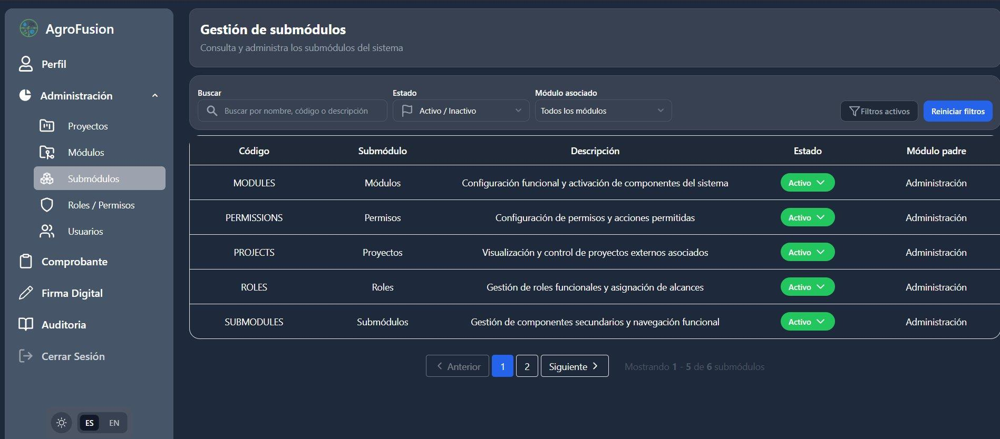 AgroFusion
Perfil
Administración
Proyectos
Módulos
Submódulos
Roles / Permisos
Usuarios
Comprobante
Firma Digital
Auditoria
Cerrar Sesión
ES EN
Gestión de submódulos
Consulta y administra los submódulos del sistema
Buscar Estado Módulo asociado
Buscar por nombre, código o descripción Activo / Inactivo Todos los módulos Filtros activos Reiniciar filtros
Código Submódulo Descripción Estado Módulo padre
MODULES Módulos Configuración funcional y activación de componentes del sistema Activo Administración
PERMISSIONS Permisos Configuración de permisos y acciones permitidas Activo Administración
PROJECTS Proyectos Visualización y control de proyectos externos asociados Activo Administración
ROLES Roles Gestión de roles funcionales y asignación de alcances Activo Administración
SUBMODULES Submódulos Gestión de componentes secundarios y navegación funcional Activo Administración
Anterior 1 2 Siguiente Mostrando 1 - 5 de 6 submódulos